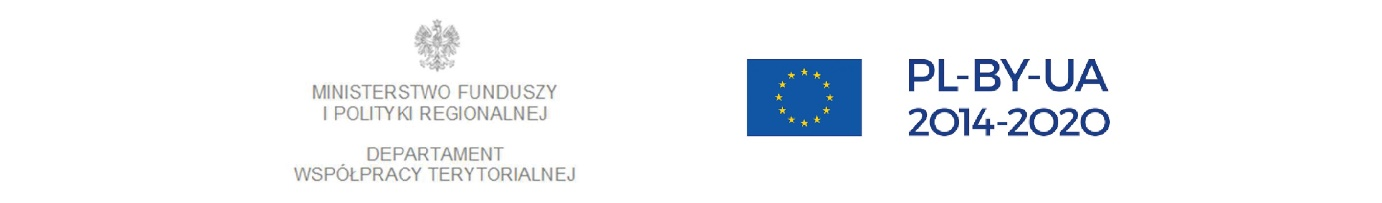 MINISTERSTWO FUNDUSZY
I POLITYKI REGIONALNEJ
DEPARTAMENT
WSPÓŁPRACY TERYTORIALNEJ
PL-BY-UA
2014-2020